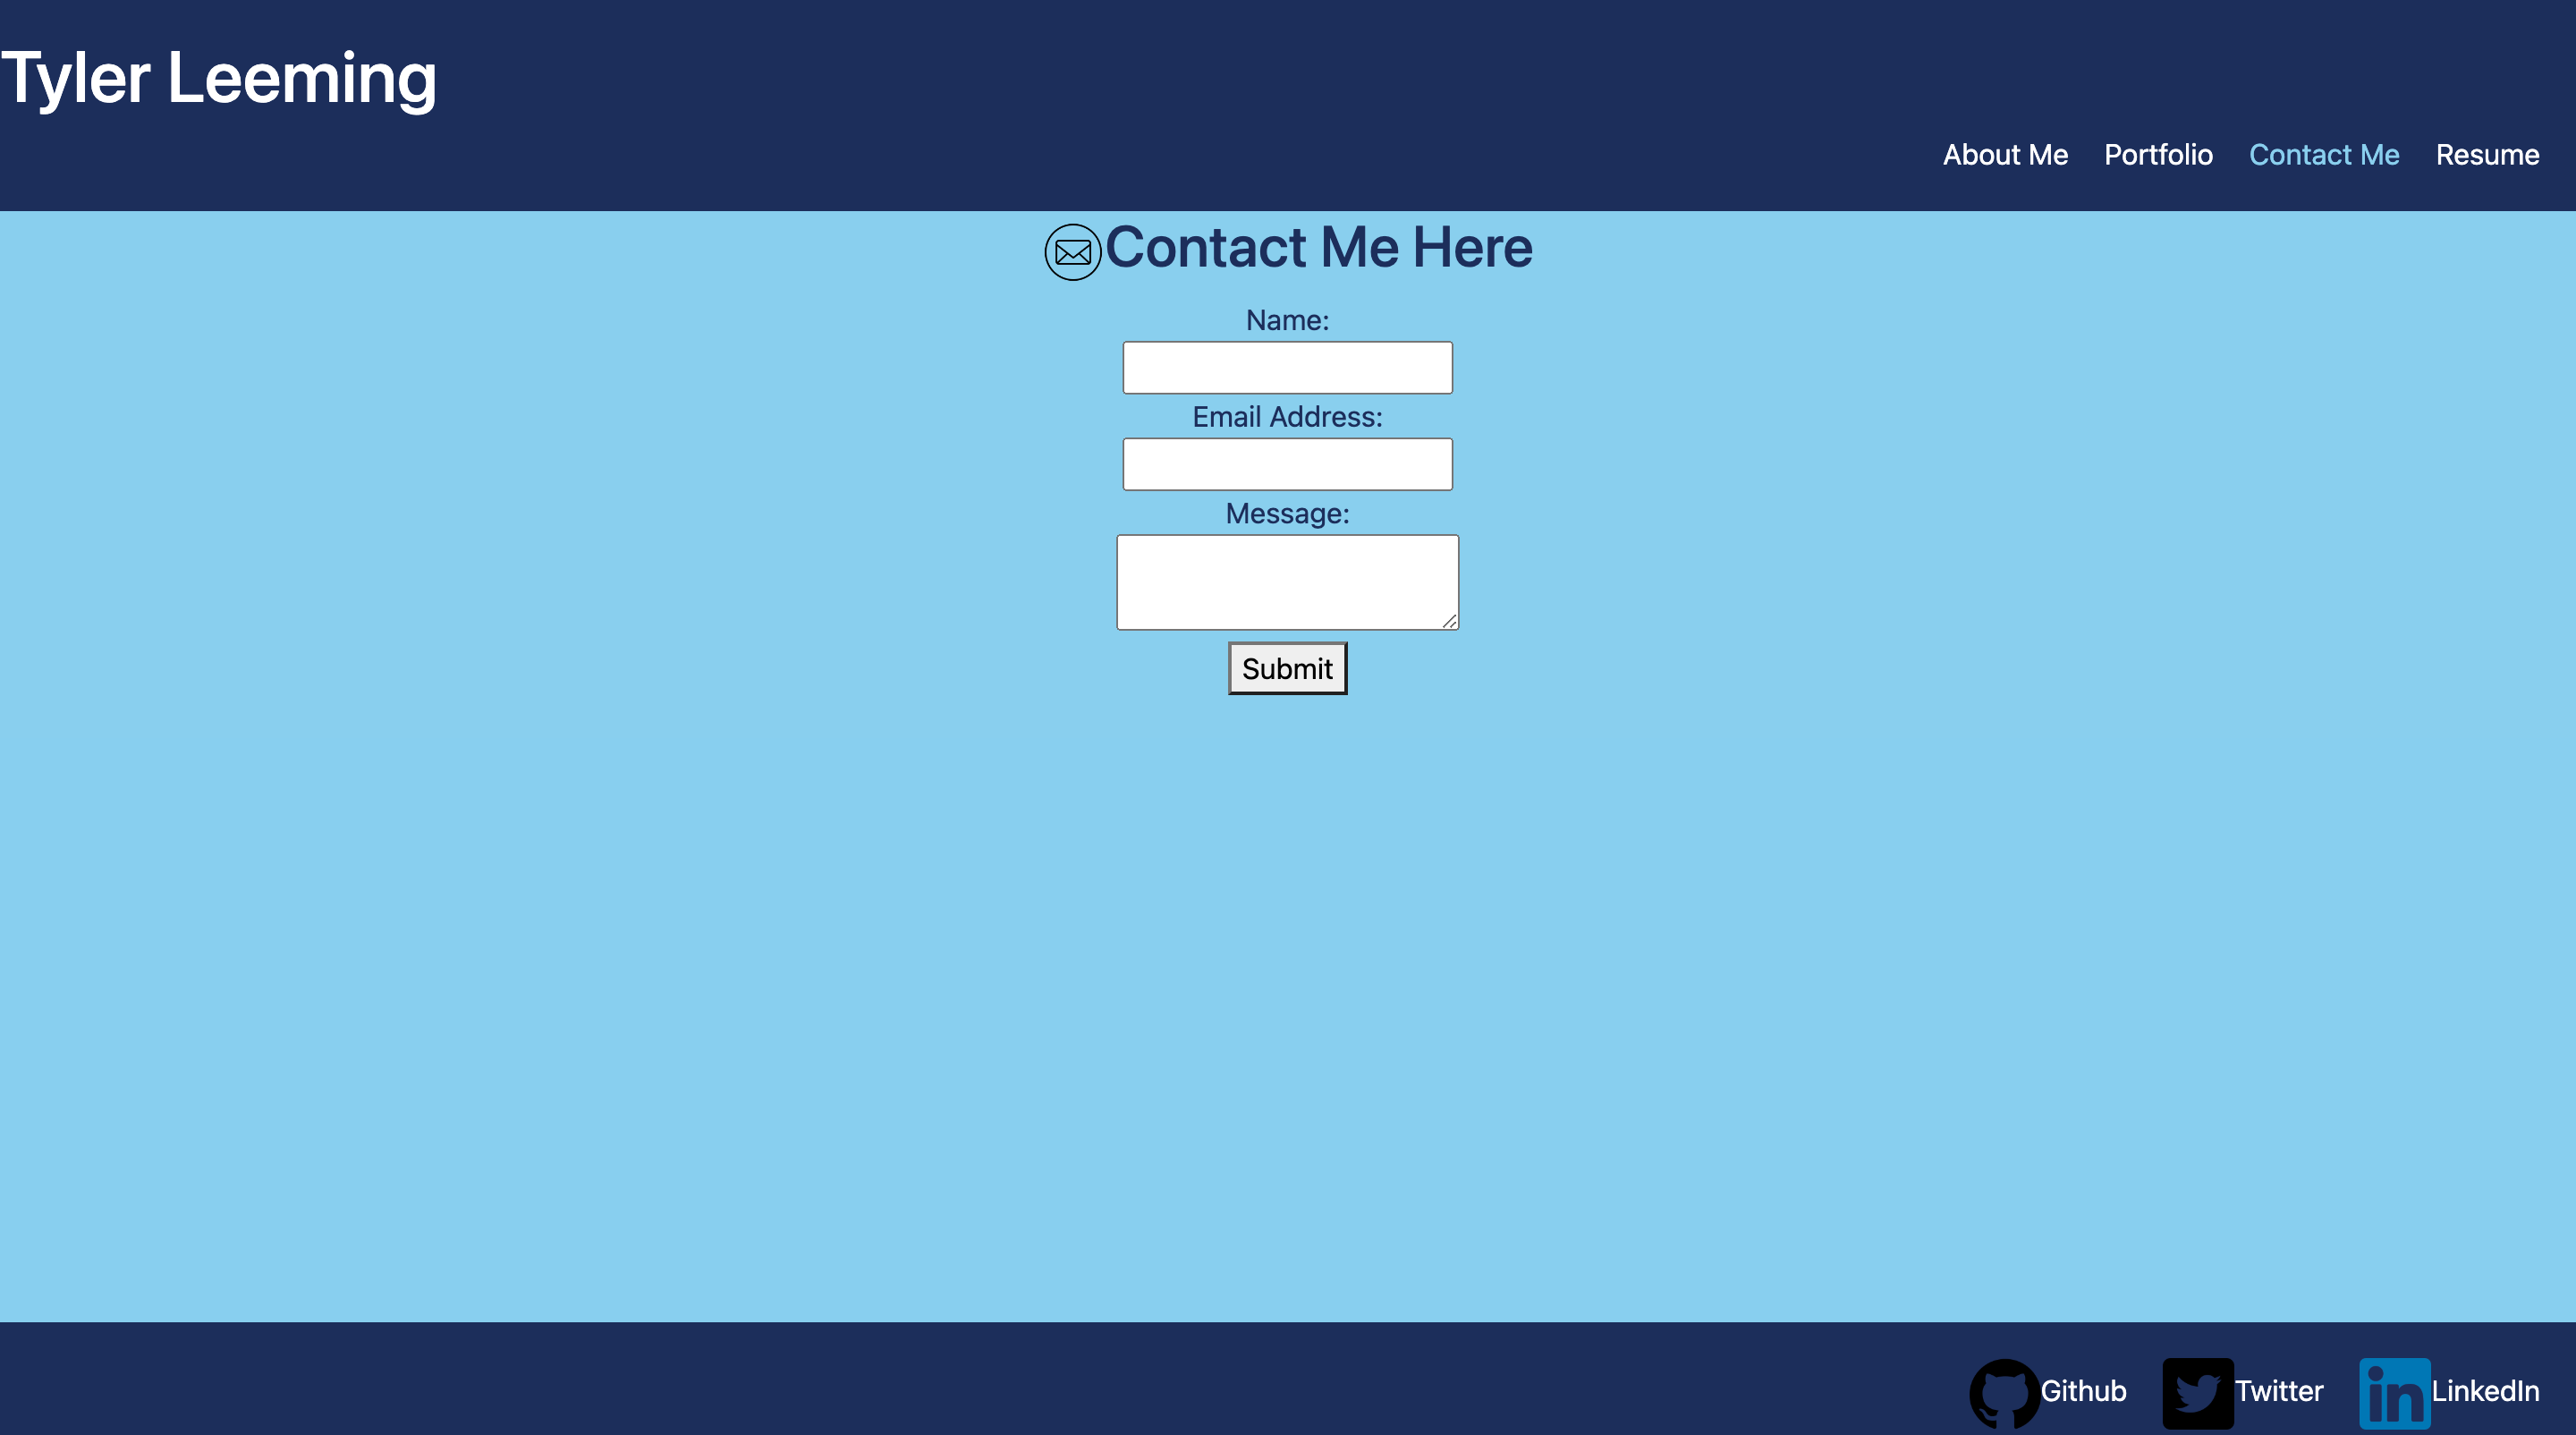 Tyler Leeming
About Me Portfolio Contact Me Resume
Contact Me Here
Name:
Email Address:
Message:
Submit
Github Twitter LinkedIn